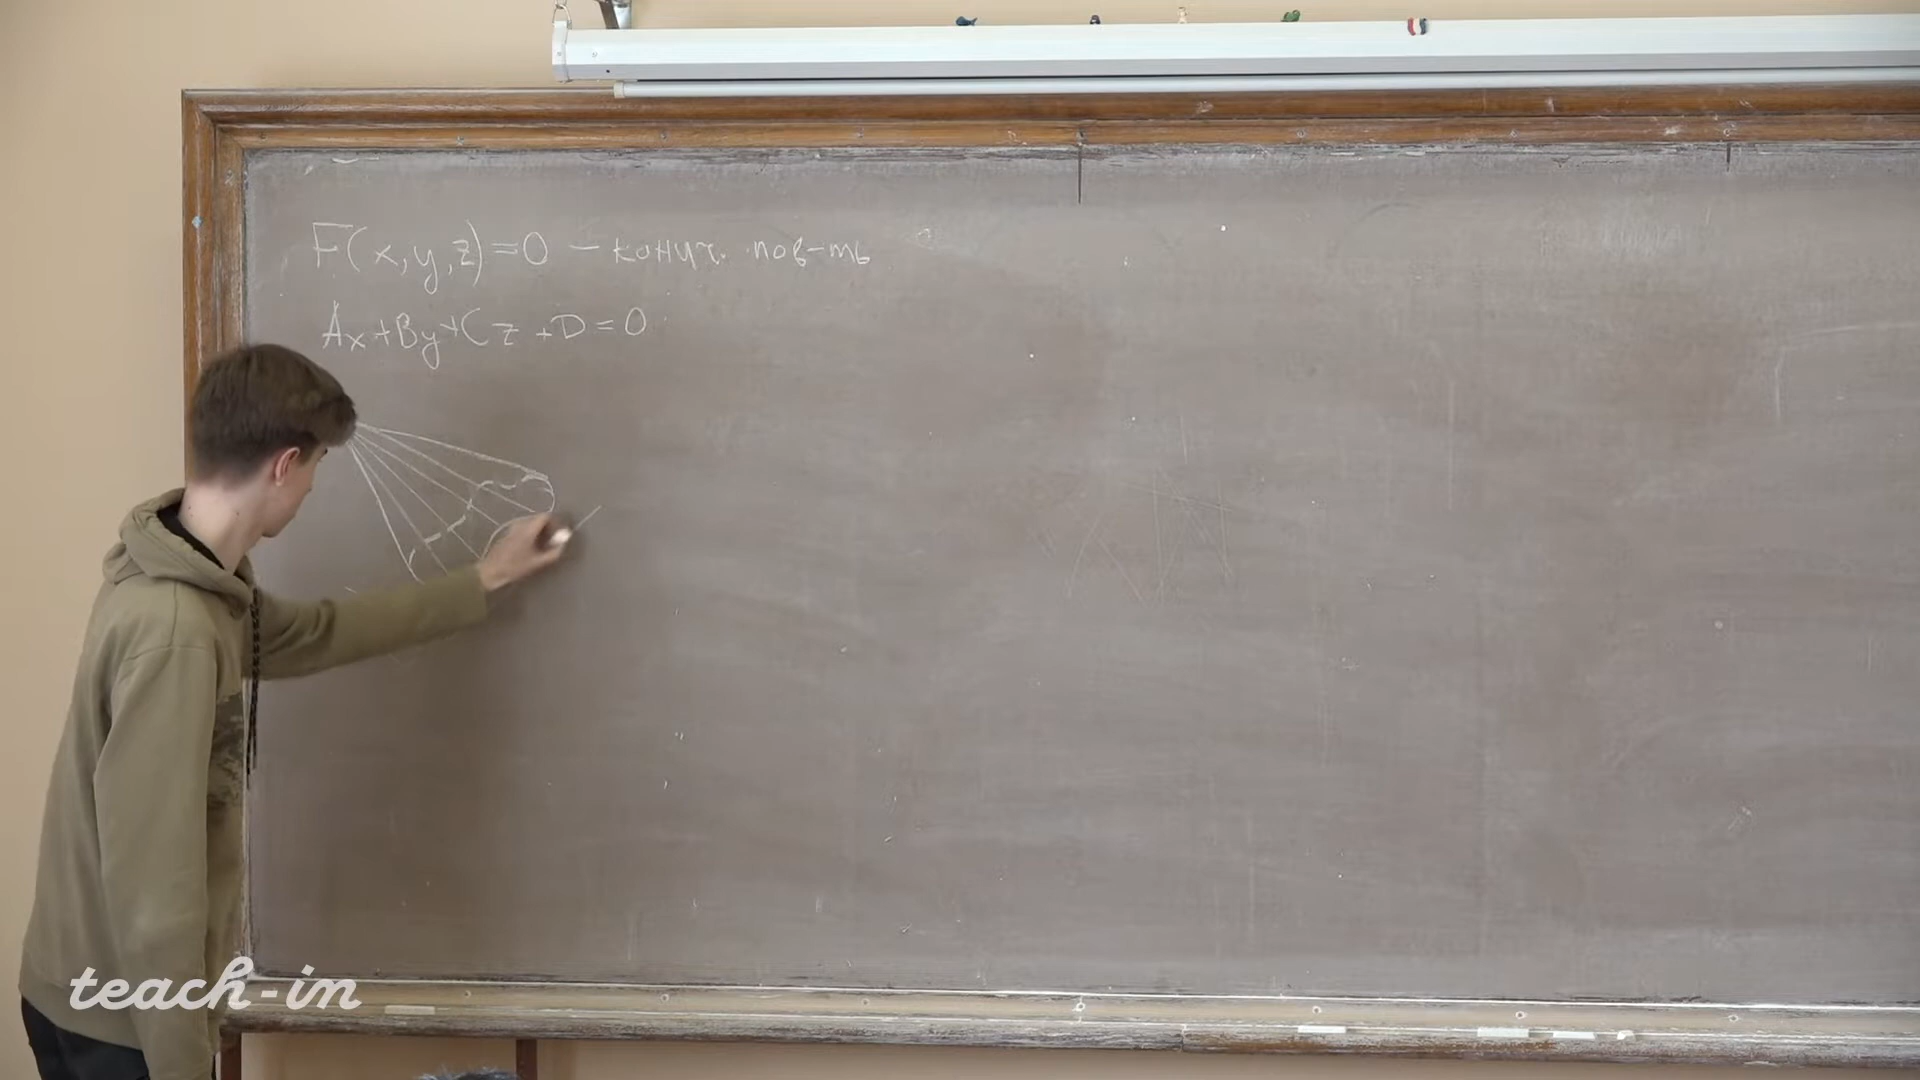 F(x,y,z)=0 – конич. пов-ть
Ax+By+Cz+D=0
teach-in